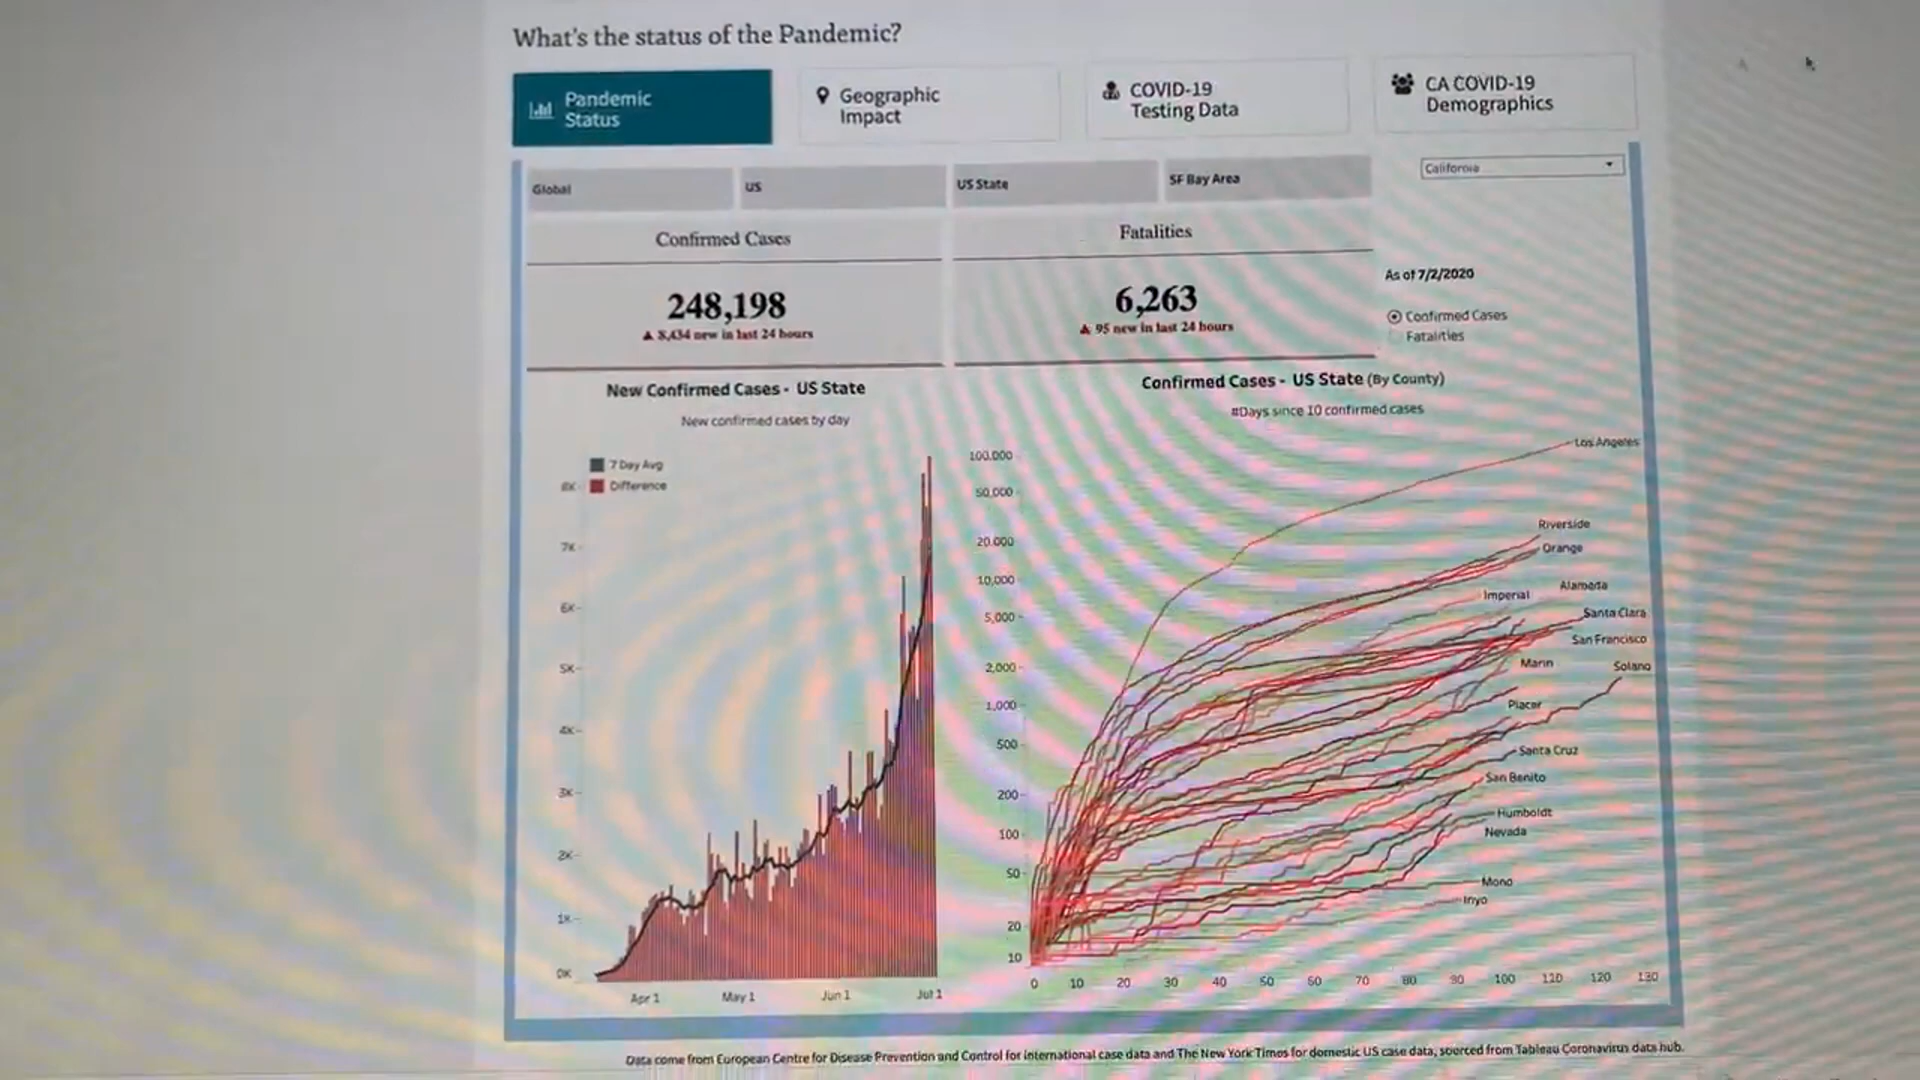 What's the status of the Pandemic?
Pandemic
Status
Geographic
Impact
COVID-19
Testing Data
CA COVID-19
Demographics
Global
US
US State
SF Bay Area
California
Confirmed Cases
Fatalities
248,198
▲ 8,434 new in last 24 hours
6,263
▲ 95 new in last 24 hours
As of 7/2/2020
Confirmed Cases
Fatalities
New Confirmed Cases - US State
New confirmed cases by day
7 Day Avg
Difference
8K
7K
6K
5K
4K
3K
2K
1K
0K
Apr 1
May 1
Jun 1
Jul 1
Confirmed Cases - US State (By County)
#Days since 10 confirmed cases
100,000
50,000
20,000
10,000
5,000
2,000
1,000
500
200
100
50
20
10
Los Angeles
Riverside
Orange
Alameda
Imperial
Santa Clara
San Francisco
Marin
Solano
Placer
Santa Cruz
San Benito
Humboldt
Nevada
Mono
Inyo
0
10
20
30
40
50
60
70
80
90
100
110
120
130
Data come from European Centre for Disease Prevention and Control for international case data and The New York Times for domestic US case data, sourced from Tableau Coronavirus data hub.